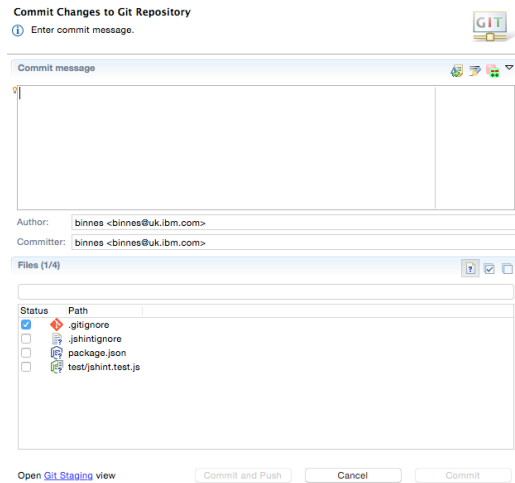 Commit Changes to Git Repository
Enter commit message.
GIT
Commit message
Author: binnes <binnes@uk.ibm.com>
Committer: binnes <binnes@uk.ibm.com>
Files (1/4)
Status Path
.gitignore
.jshintignore
package.json
test/jshint.test.js
Open Git Staging view Commit and Push Cancel Commit